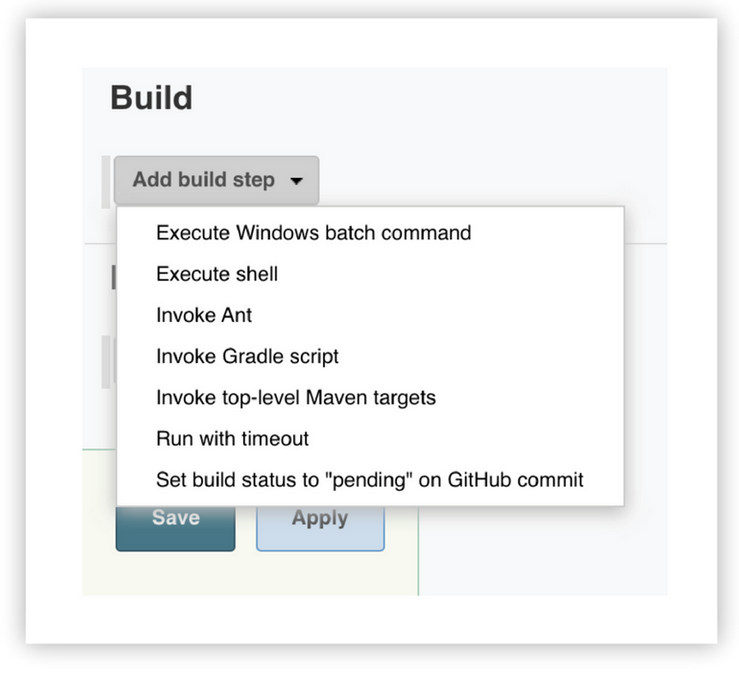 Build
Add build step
Execute Windows batch command
Execute shell
Invoke Ant
Invoke Gradle script
Invoke top-level Maven targets
Run with timeout
Set build status to "pending" on GitHub commit
Save
Apply